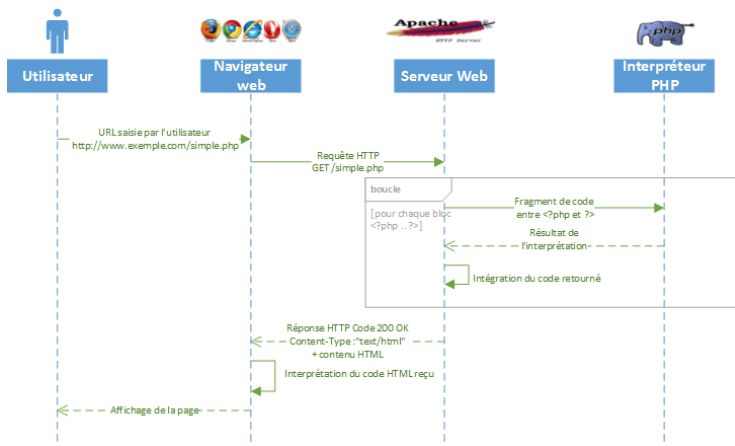 Apache
HTTP Server
php
Utilisateur
Navigateur
web
Serveur Web
Interpréteur
PHP
URL saisie par l'utilisateur
http://www.exemple.com/simple.php
Requête HTTP
GET /simple.php
boucle
[pour chaque bloc
<?php ..?>]
Fragment de code
entre <?php et ?>
Résultat de
l'interprétation
Intégration du code retourné
Réponse HTTP Code 200 OK
Content-Type :"text/html"
+ contenu HTML
Interprétation du code HTML reçu
Affichage de la page